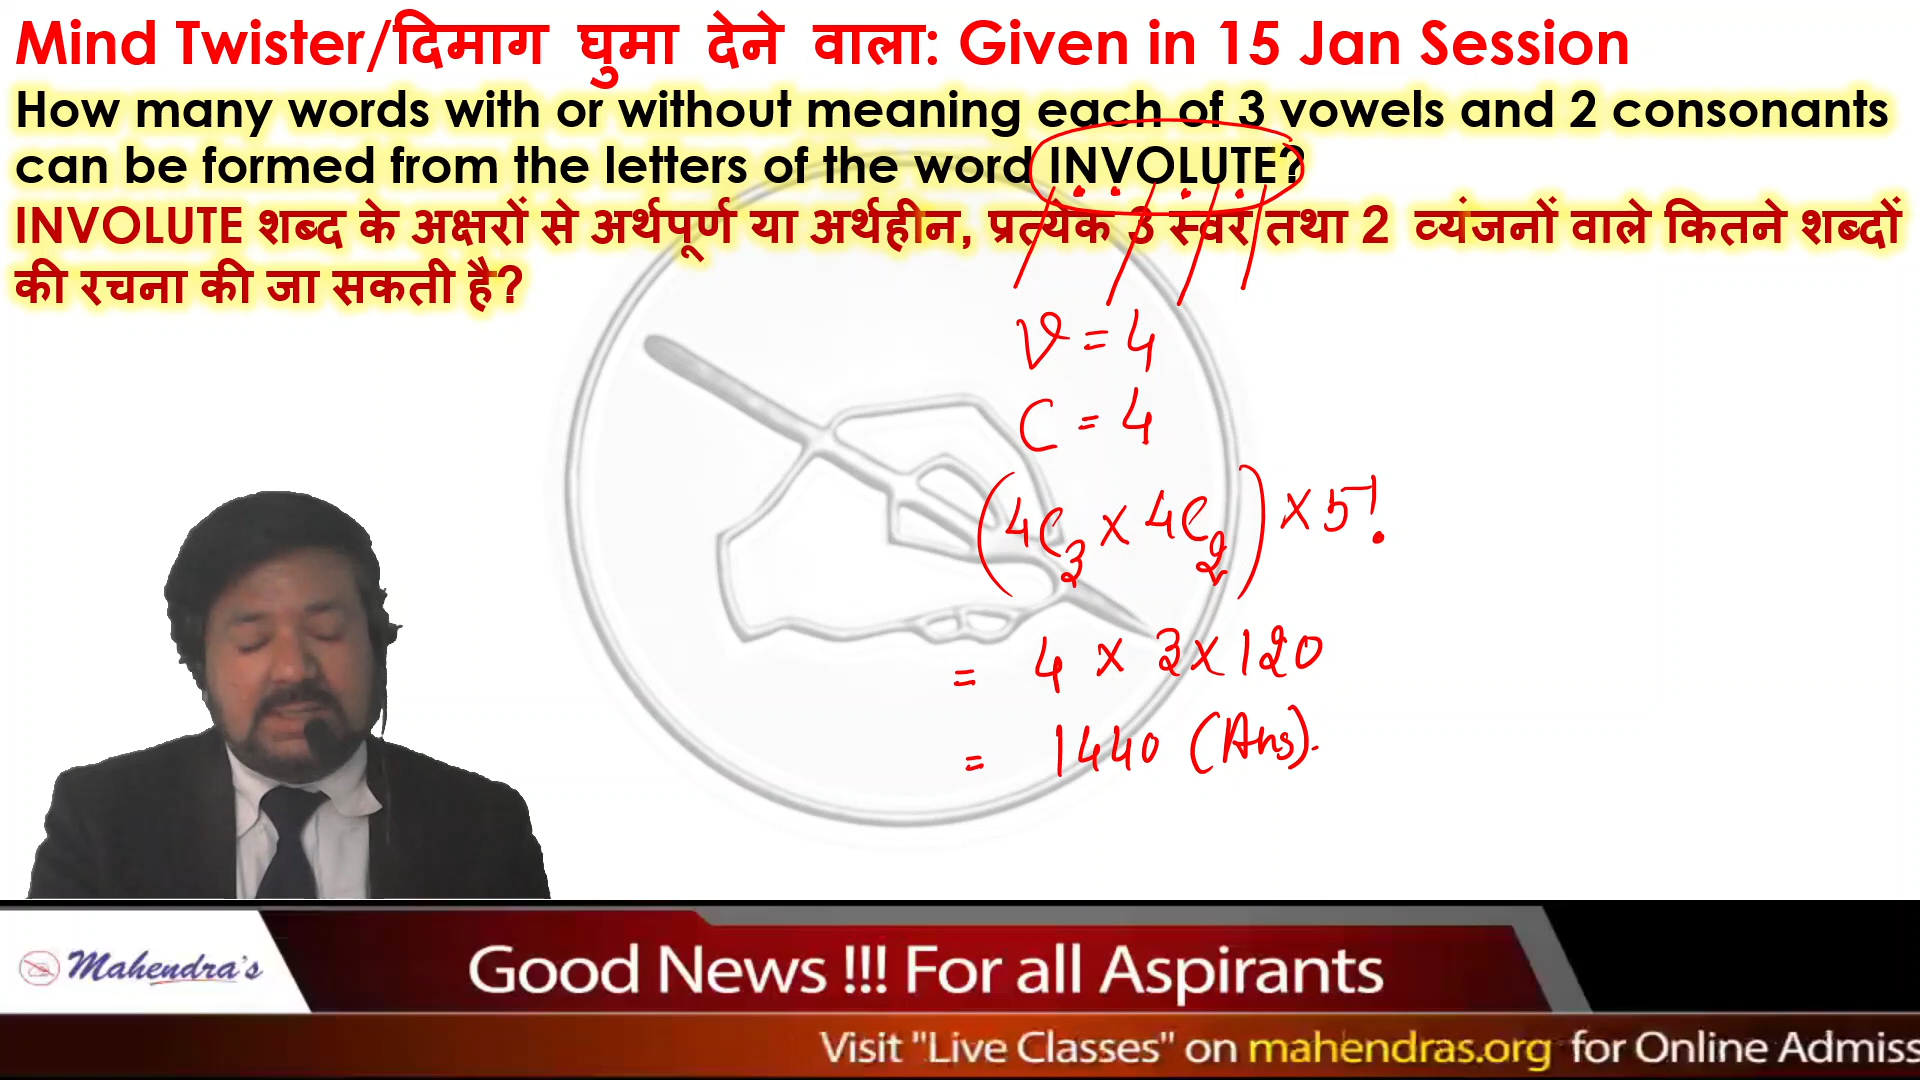 Mind Twister/दिमाग घुमा देने वाला: Given in 15 Jan Session
How many words with or without meaning each of 3 vowels and 2 consonants
can be formed from the letters of the word INVOLUTE?
INVOLUTE शब्द के अक्षरों से अर्थपूर्ण या अर्थहीन, प्रत्येक 3 स्वर तथा 2 व्यंजनों वाले कितने शब्दों
की रचना की जा सकती है?
V = 4
C = 4
(4C3 × 4C2) × 5!
= 4 × 3 × 120
= 1440 (Ans).
Mahendra's
Good News !!! For all Aspirants
Visit "Live Classes" on mahendras.org for Online Admiss